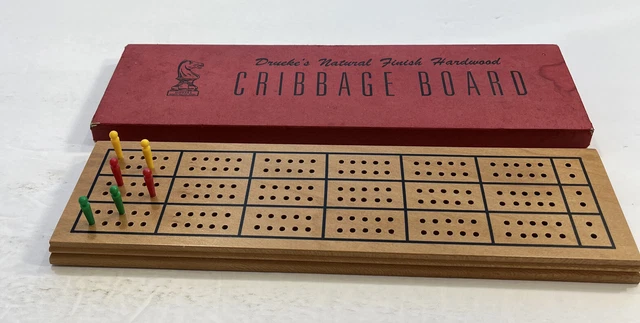 Drueke's Natural Finish Hardwood
CRIBBAGE BOARD